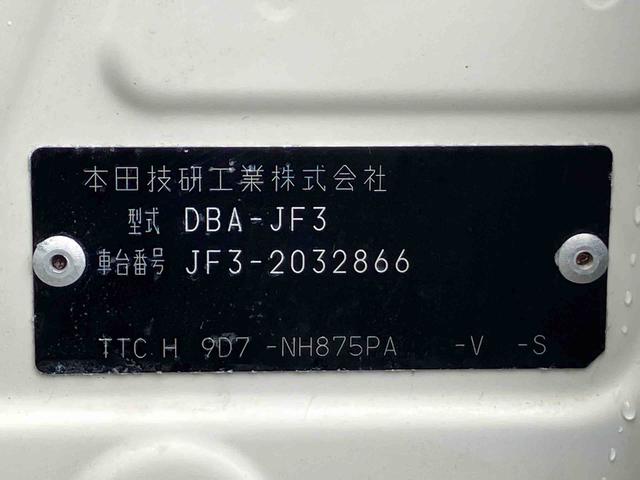 本田技研工業株式会社
型式 DBA-JF3
車台番号 JF3-2032866
TTC H 9D7 -NH875PA -V -S